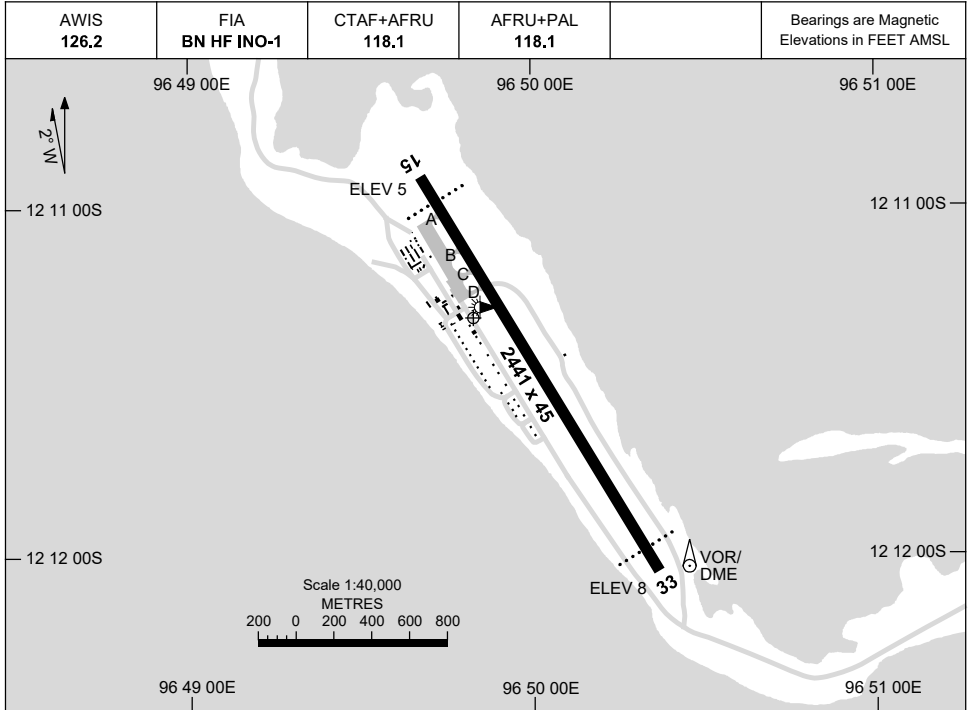 AWIS
126.2
FIA
BN HF INO-1
CTAF+AFRU
118.1
AFRU+PAL
118.1
Bearings are Magnetic
Elevations in FEET AMSL
96 49 00E
96 50 00E
96 51 00E
2° W
15
ELEV 5
12 11 00S
12 11 00S
A
B
C
D
2441 x 45
12 12 00S
12 12 00S
VOR/
DME
ELEV 8
33
Scale 1:40,000
METRES
200 0 200 400 600 800
96 49 00E
96 50 00E
96 51 00E